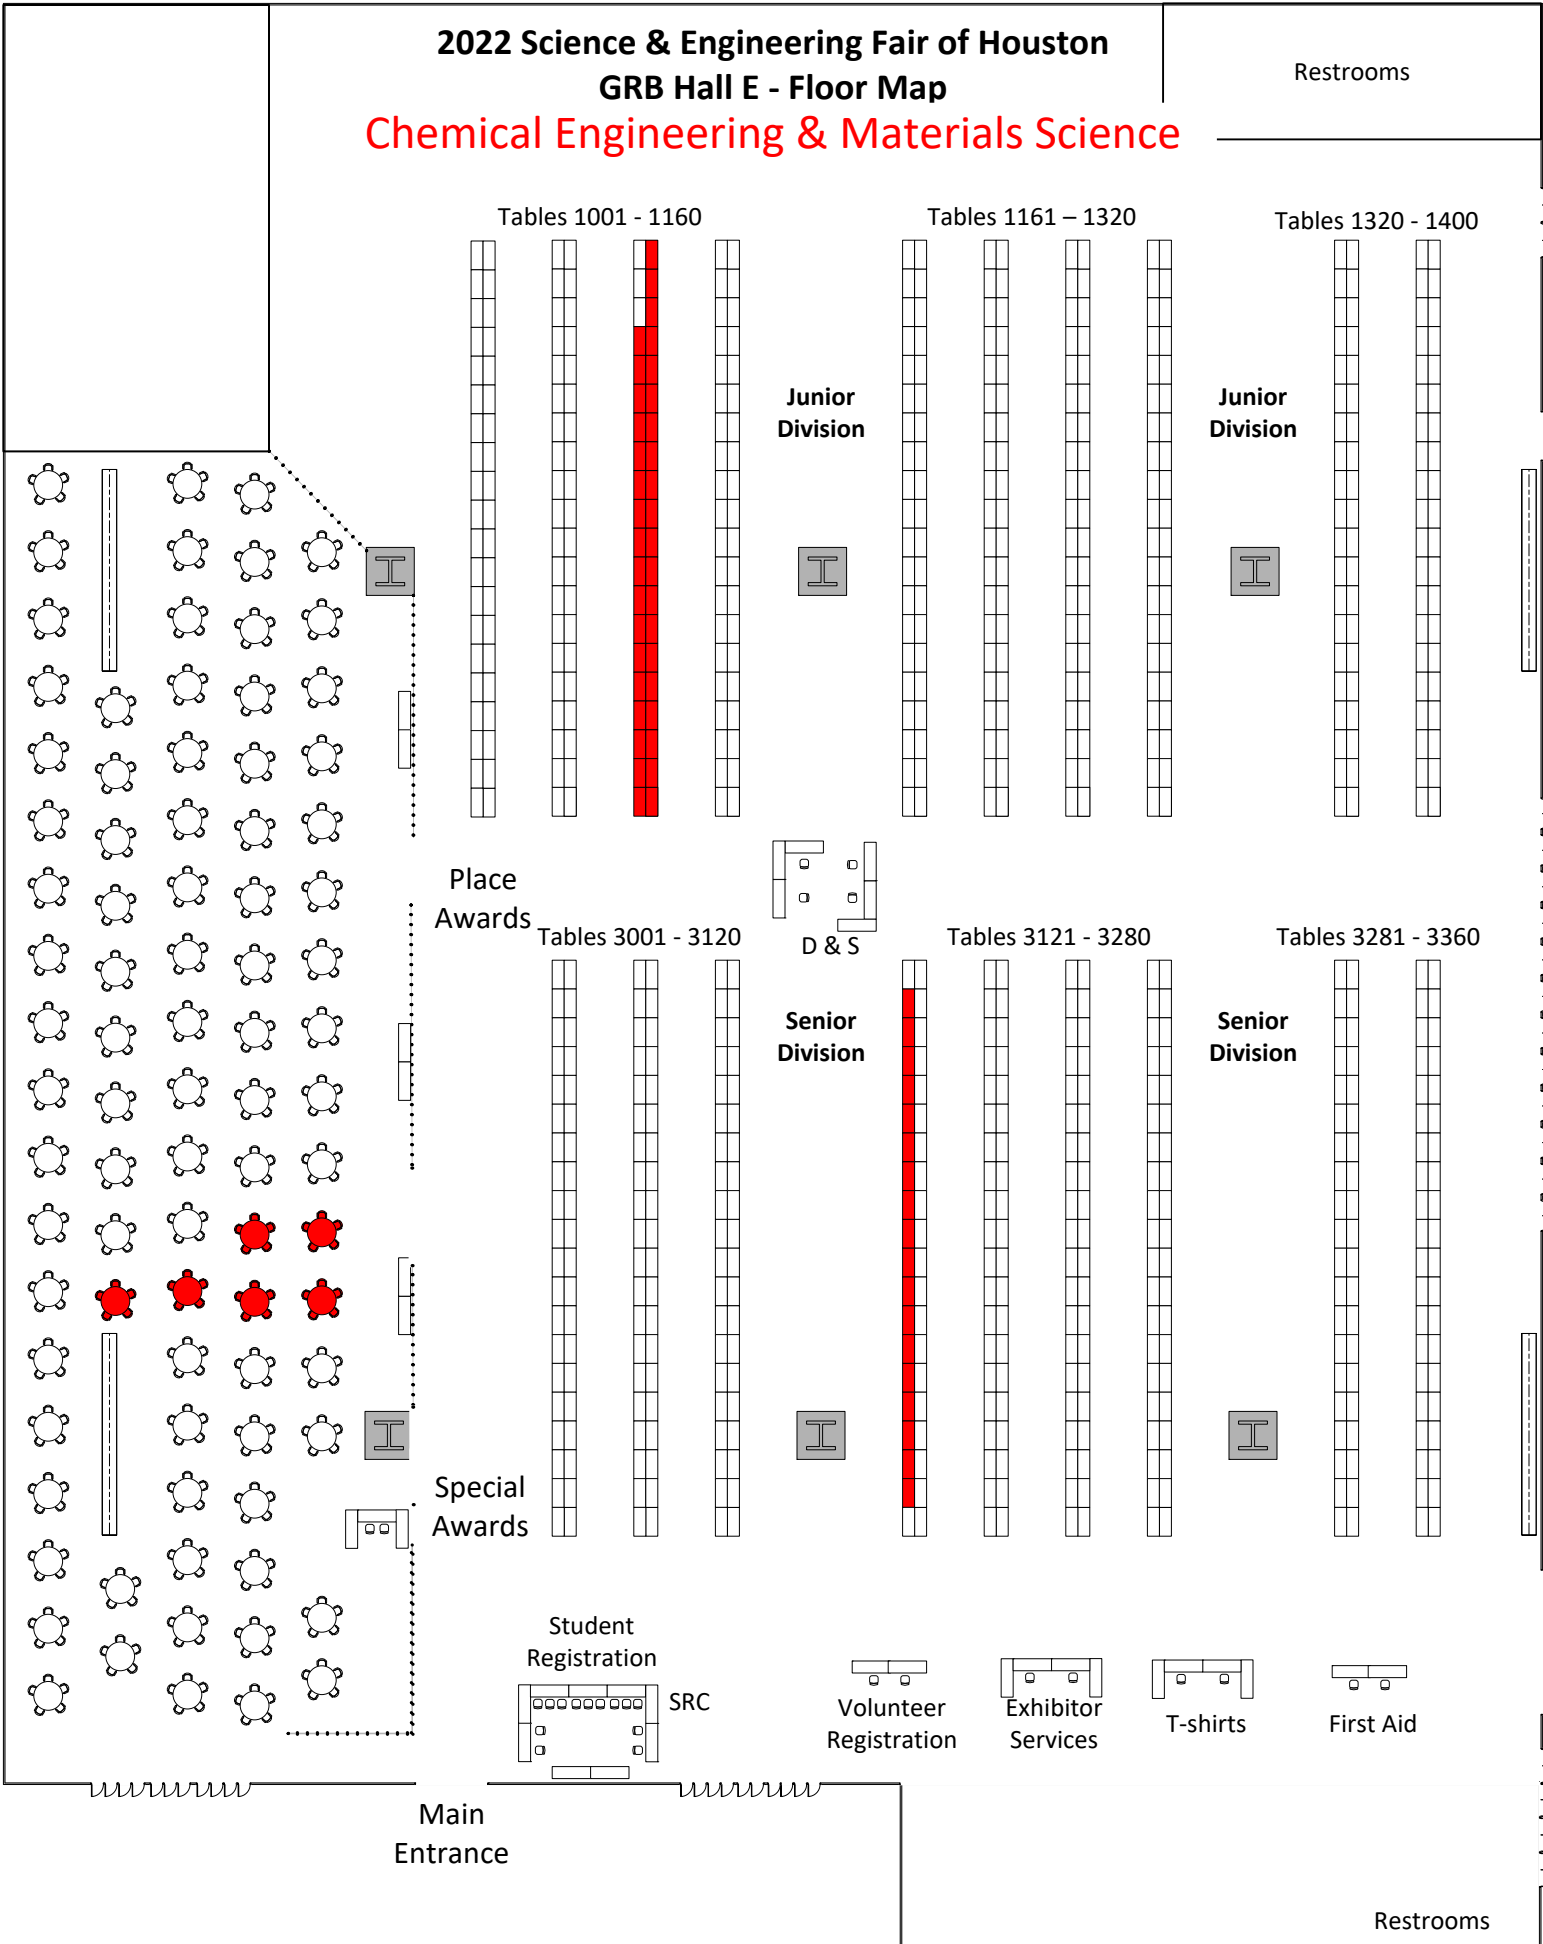 2022 Science & Engineering Fair of Houston
GRB Hall E - Floor Map
Chemical Engineering & Materials Science
Restrooms
Tables 1001 - 1160
Tables 1161 – 1320
Tables 1320 - 1400
Junior
Division
Junior
Division
Place
Awards
D & S
Tables 3001 - 3120
Tables 3121 - 3280
Tables 3281 - 3360
Senior
Division
Senior
Division
Special
Awards
Student
Registration
SRC
Volunteer
Registration
Exhibitor
Services
T-shirts
First Aid
Main
Entrance
Restrooms